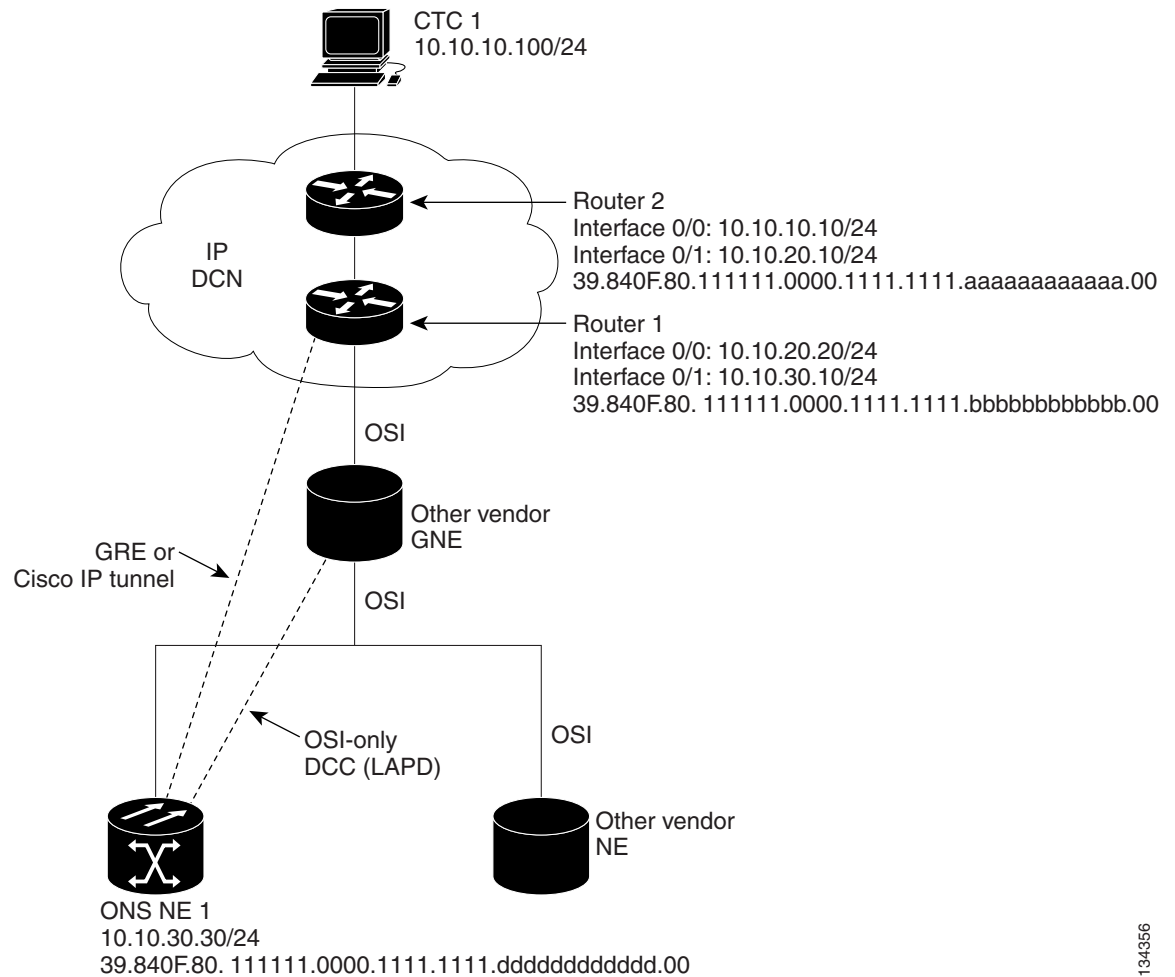 CTC 1
10.10.10.100/24
Router 2
Interface 0/0: 10.10.10.10/24
Interface 0/1: 10.10.20.10/24
39.840F.80.111111.0000.1111.1111.aaaaaaaaaaaa.00
IP
DCN
Router 1
Interface 0/0: 10.10.20.20/24
Interface 0/1: 10.10.30.10/24
39.840F.80. 111111.0000.1111.1111.bbbbbbbbbbbb.00
OSI
Other vendor
GNE
GRE or
Cisco IP tunnel
OSI
OSI-only
DCC (LAPD)
OSI
Other vendor
NE
ONS NE 1
10.10.30.30/24
39.840F.80. 111111.0000.1111.1111.dddddddddddd.00
134356